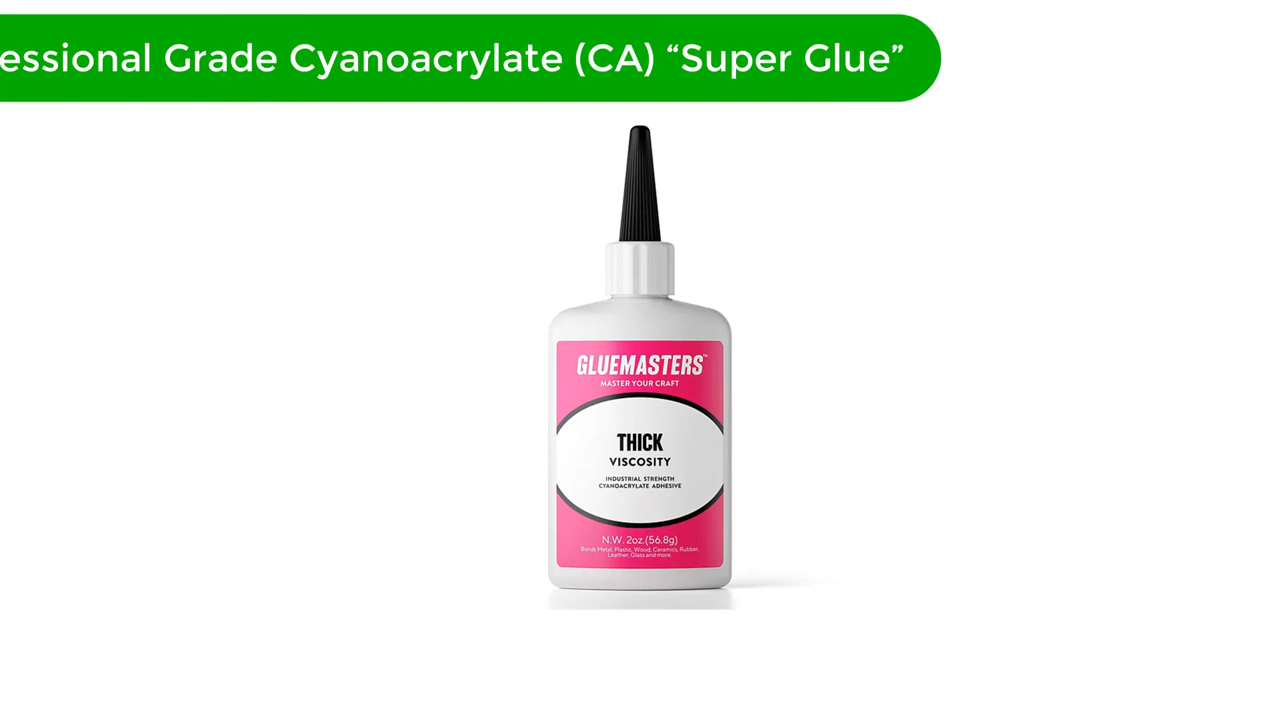 essional Grade Cyanoacrylate (CA) “Super Glue”
GLUEMASTERS™
MASTER YOUR CRAFT
THICK
VISCOSITY
INDUSTRIAL STRENGTH
CYANOACRYLATE ADHESIVE
N.W. 2oz.(56.8g)
Bonds Metal, Plastic, Wood, Ceramics, Rubber,
Leather, Glass and more.